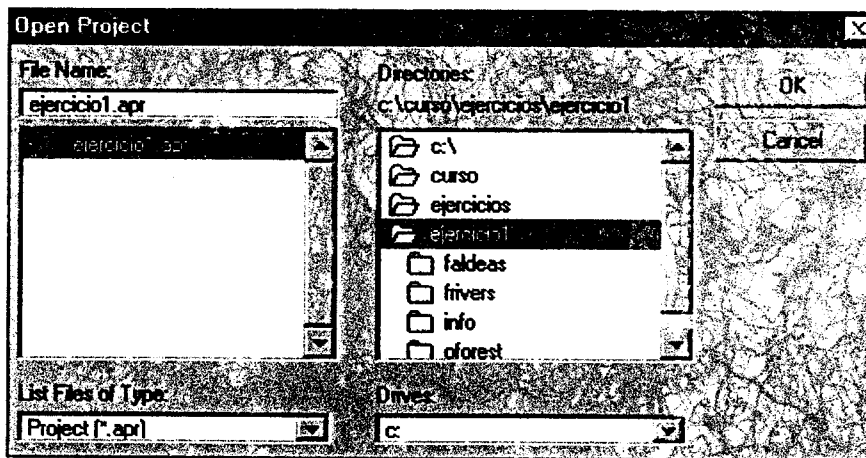 Open Project
File Name:
ejercicio1.apr
ejercicio1.apr
List Files of Type:
Project (*.apr)
Directories:
c:\curso\ejercicios\ejercicio1
c:\
curso
ejercicios
ejercicio1
faldeas
frivers
info
oforest
Drives:
c:
OK
Cancel